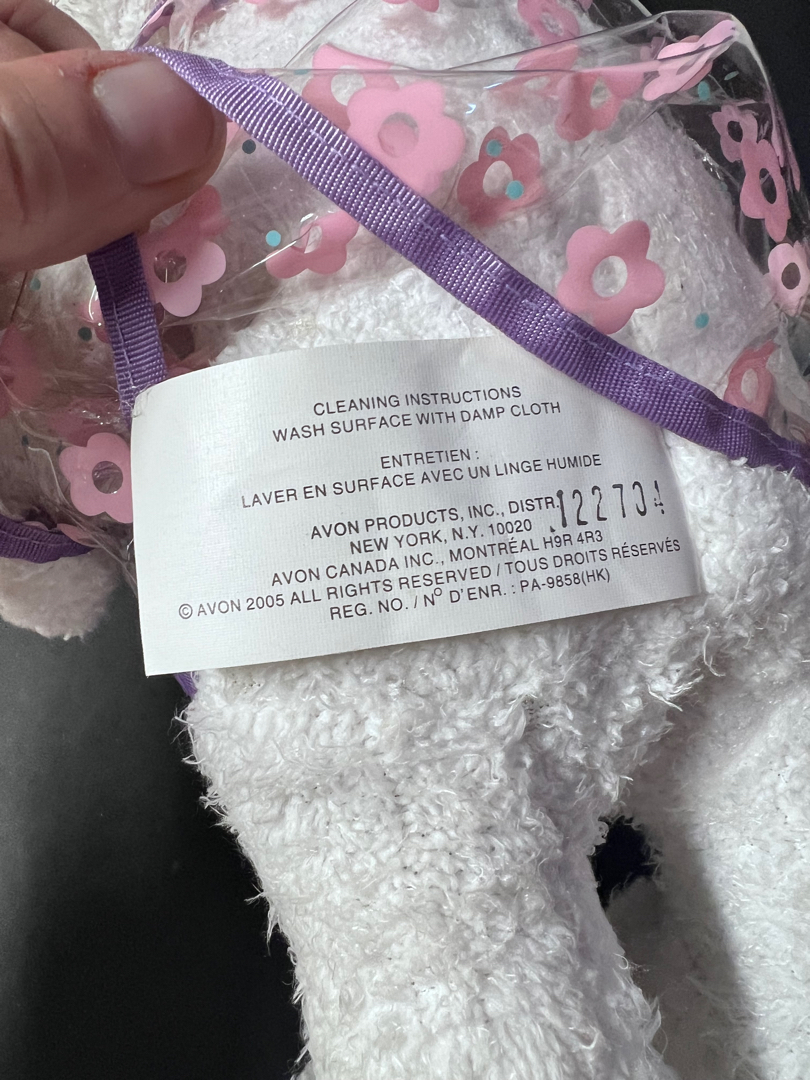 CLEANING INSTRUCTIONS
WASH SURFACE WITH DAMP CLOTH
ENTRETIEN :
LAVER EN SURFACE AVEC UN LINGE HUMIDE
AVON PRODUCTS, INC., DISTR.
122704
NEW YORK, N.Y. 10020
AVON CANADA INC., MONTRÉAL H9R 4R3
© AVON 2005 ALL RIGHTS RESERVED / TOUS DROITS RÉSERVÉS
REG. NO. / Nº D'ENR. : PA-9858(HK)